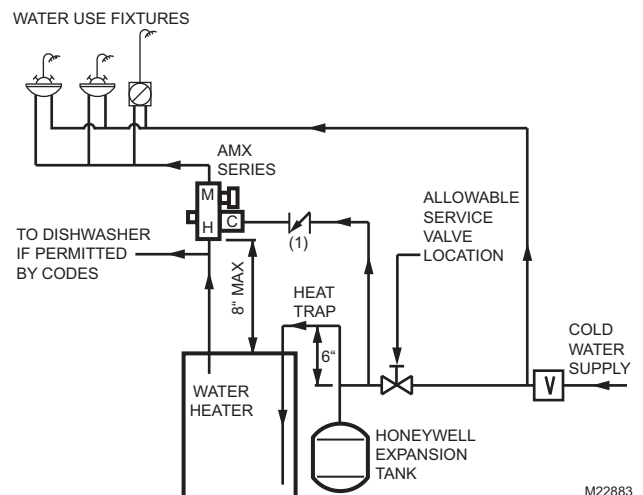 WATER USE FIXTURES
AMX
SERIES
M
H
C
(1)
ALLOWABLE
SERVICE
VALVE
LOCATION
TO DISHWASHER
IF PERMITTED
BY CODES
8“ MAX
HEAT
TRAP
6“
COLD
WATER
SUPPLY
V
WATER
HEATER
HONEYWELL
EXPANSION
TANK
M22883